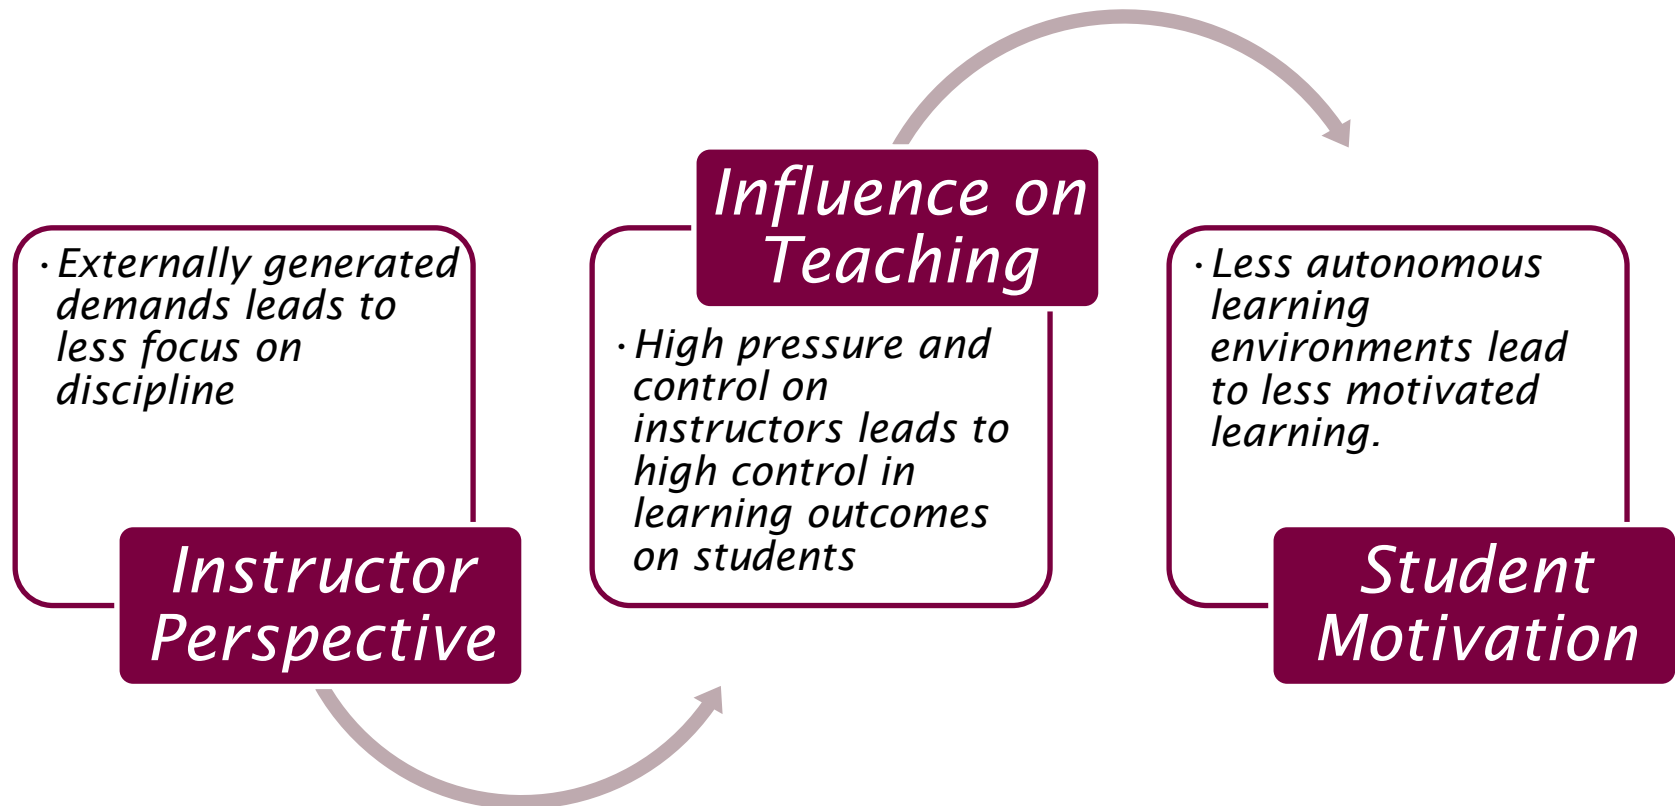 · Externally generated
demands leads to
less focus on
discipline
Instructor
Perspective
Influence on
Teaching
· High pressure and
control on
instructors leads to
high control in
learning outcomes
on students
· Less autonomous
learning
environments lead
to less motivated
learning.
Student
Motivation